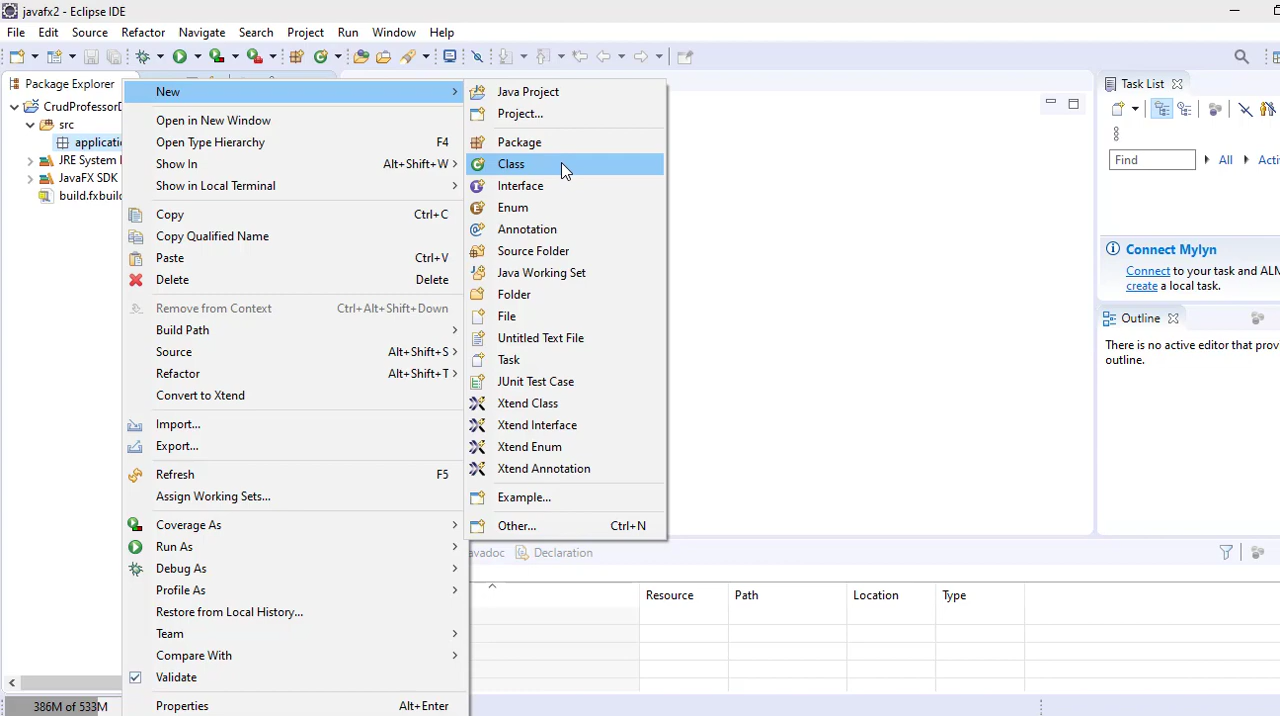 javafx2 - Eclipse IDE
File Edit Source Refactor Navigate Search Project Run Window Help
Package Explorer
CrudProfessorD
src
applicatio
JRE System
JavaFX SDK
build.fxbuil
New
Open in New Window
Open Type Hierarchy F4
Show In Alt+Shift+W
Show in Local Terminal
Copy Ctrl+C
Copy Qualified Name
Paste Ctrl+V
Delete Delete
Remove from Context Ctrl+Alt+Shift+Down
Build Path
Source Alt+Shift+S
Refactor Alt+Shift+T
Convert to Xtend
Import...
Export...
Refresh F5
Assign Working Sets...
Coverage As
Run As
Debug As
Profile As
Restore from Local History...
Team
Compare With
Validate
Properties Alt+Enter
Java Project
Project...
Package
Class
Interface
Enum
Annotation
Source Folder
Java Working Set
Folder
File
Untitled Text File
Task
JUnit Test Case
Xtend Class
Xtend Interface
Xtend Enum
Xtend Annotation
Example...
Other... Ctrl+N
Task List
Find All Activ
Connect Mylyn
Connect to your task and ALM
create a local task.
Outline
There is no active editor that prov
outline.
avadoc Declaration
Resource Path Location Type
386M of 533M